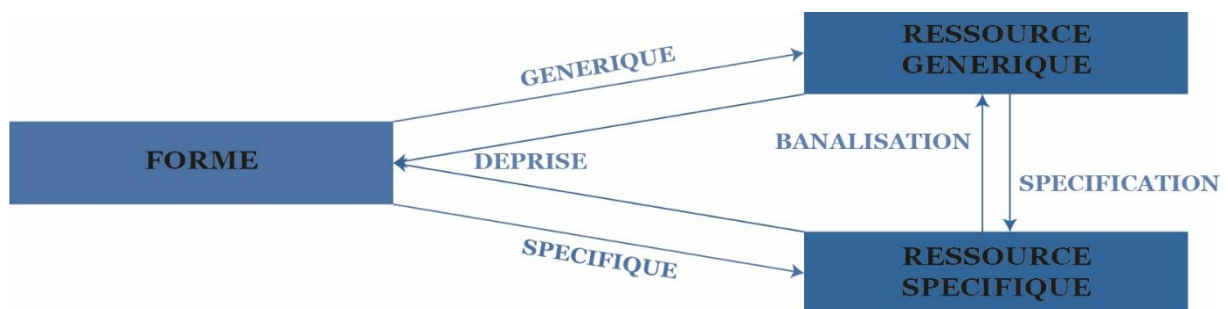 RESSOURCE
GENERIQUE
GENERIQUE
FORME
DEPRISE
BANALISATION
SPECIFICATION
SPECIFIQUE
RESSOURCE
SPECIFIQUE